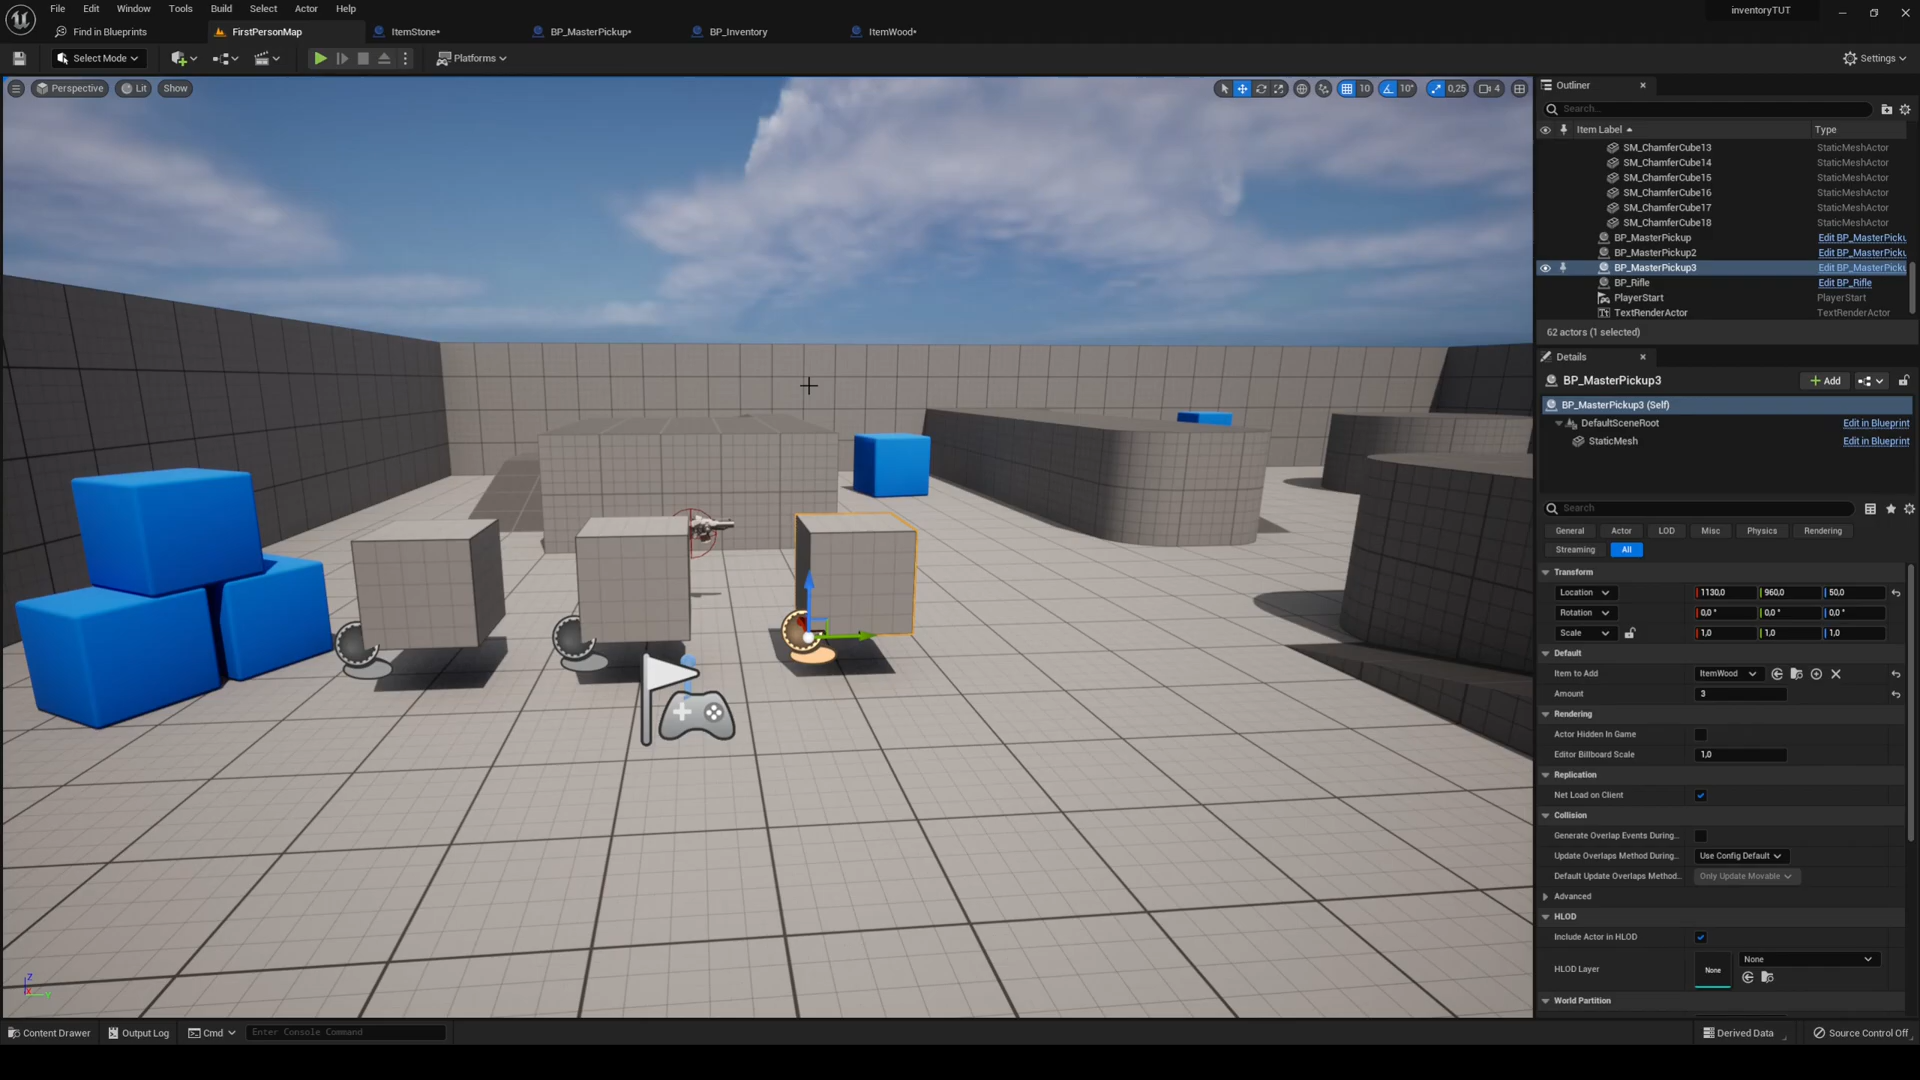 File Edit Window Tools Build Select Actor Help
inventoryTUT
Find in Blueprints
FirstPersonMap
ItemStone*
BP_MasterPickup*
BP_Inventory
ItemWood*
Select Mode
Platforms
Settings
Perspective
Lit
Show
10
10°
0,25
4
Outliner
Search...
Item Label
Type
SM_ChamferCube13 StaticMeshActor
SM_ChamferCube14 StaticMeshActor
SM_ChamferCube15 StaticMeshActor
SM_ChamferCube16 StaticMeshActor
SM_ChamferCube17 StaticMeshActor
SM_ChamferCube18 StaticMeshActor
BP_MasterPickup Edit BP_MasterPicku
BP_MasterPickup2 Edit BP_MasterPicku
BP_MasterPickup3 Edit BP_MasterPicku
BP_Rifle Edit BP_Rifle
PlayerStart PlayerStart
TextRenderActor TextRenderActor
62 actors (1 selected)
Details
BP_MasterPickup3
Add
BP_MasterPickup3 (Self)
DefaultSceneRoot Edit in Blueprint
StaticMesh Edit in Blueprint
Search
General Actor LOD Misc Physics Rendering
Streaming All
Transform
Location 1130,0 960,0 50,0
Rotation 0,0 ° 0,0 ° 0,0 °
Scale 1,0 1,0 1,0
Default
Item to Add ItemWood
Amount 3
Rendering
Actor Hidden In Game
Editor Billboard Scale 1,0
Replication
Net Load on Client
Collision
Generate Overlap Events During...
Update Overlaps Method During... Use Config Default
Default Update Overlaps Method... Only Update Movable
Advanced
HLOD
Include Actor in HLOD
HLOD Layer None None
World Partition
Z
Y
Content Drawer Output Log Cmd Enter Console Command
Derived Data Source Control Off